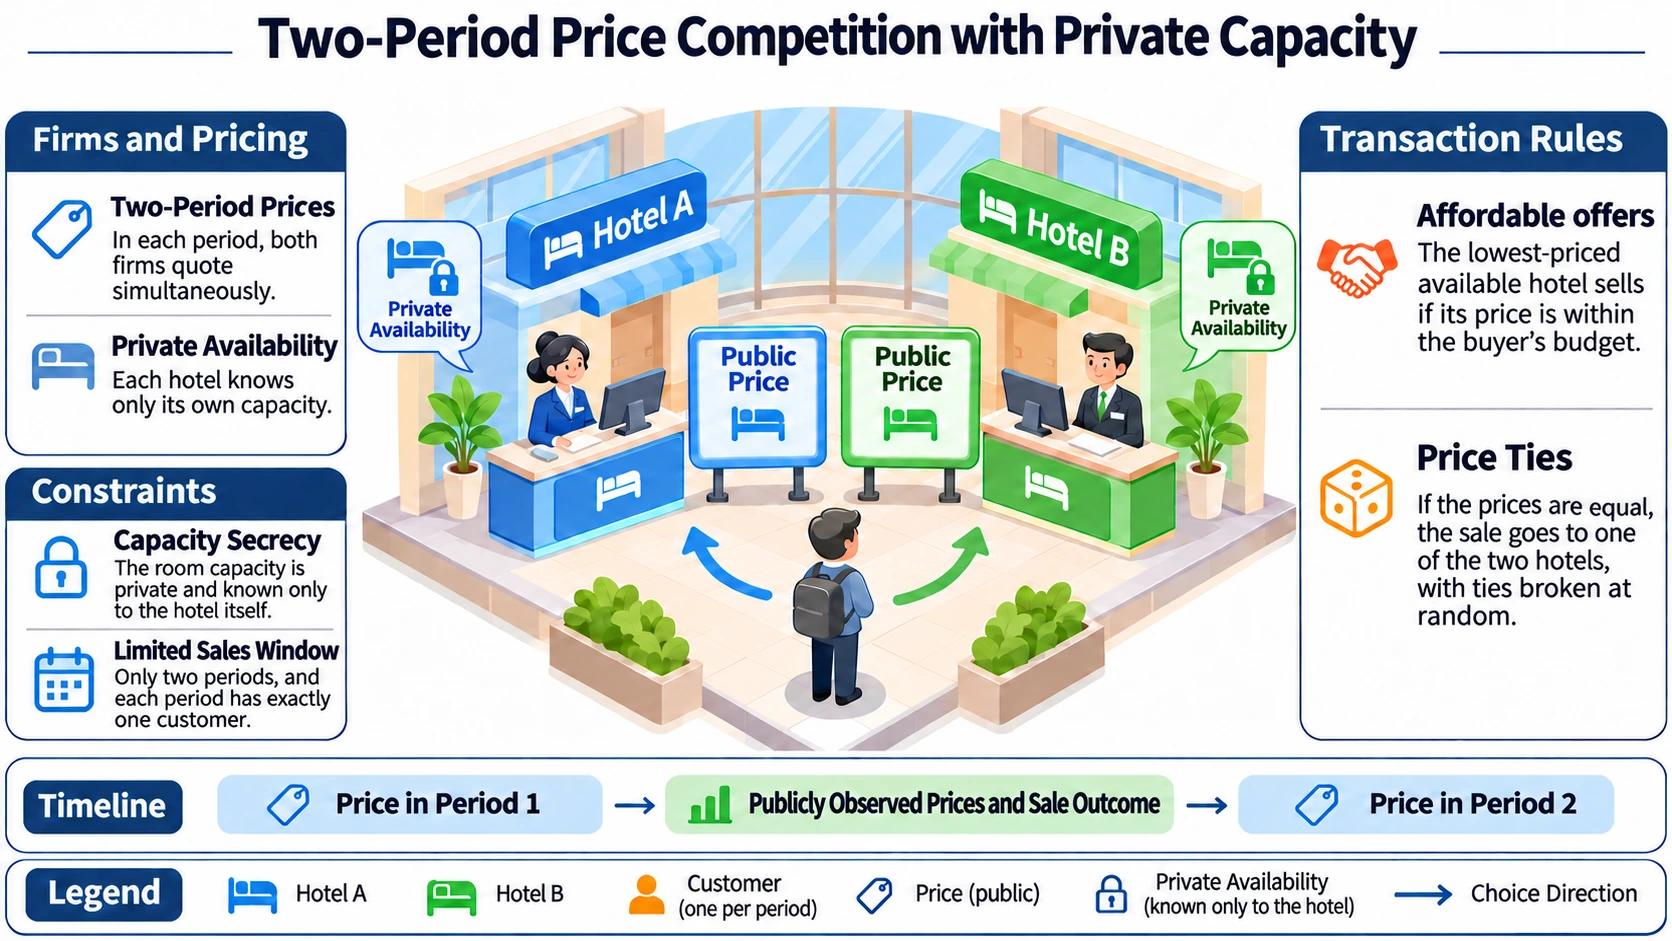 Two-Period Price Competition with Private Capacity
Firms and Pricing
Two-Period Prices
In each period, both
firms quote
simultaneously.
Private Availability
Each hotel knows
only its own capacity.
Constraints
Capacity Secrecy
The room capacity is
private and known only
to the hotel itself.
Limited Sales Window
Only two periods, and
each period has exactly
one customer.
Hotel A
Private
Availability
Public
Price
Hotel B
Private
Availability
Public
Price
Transaction Rules
Affordable offers
The lowest-priced
available hotel sells
if its price is within
the buyer's budget.
Price Ties
If the prices are equal,
the sale goes to one
of the two hotels,
with ties broken at
random.
Timeline
Price in Period 1
Publicly Observed Prices and Sale Outcome
Price in Period 2
Legend
Hotel A
Hotel B
Customer
(one per period)
Price (public)
Private Availability
(known only to the hotel)
Choice Direction